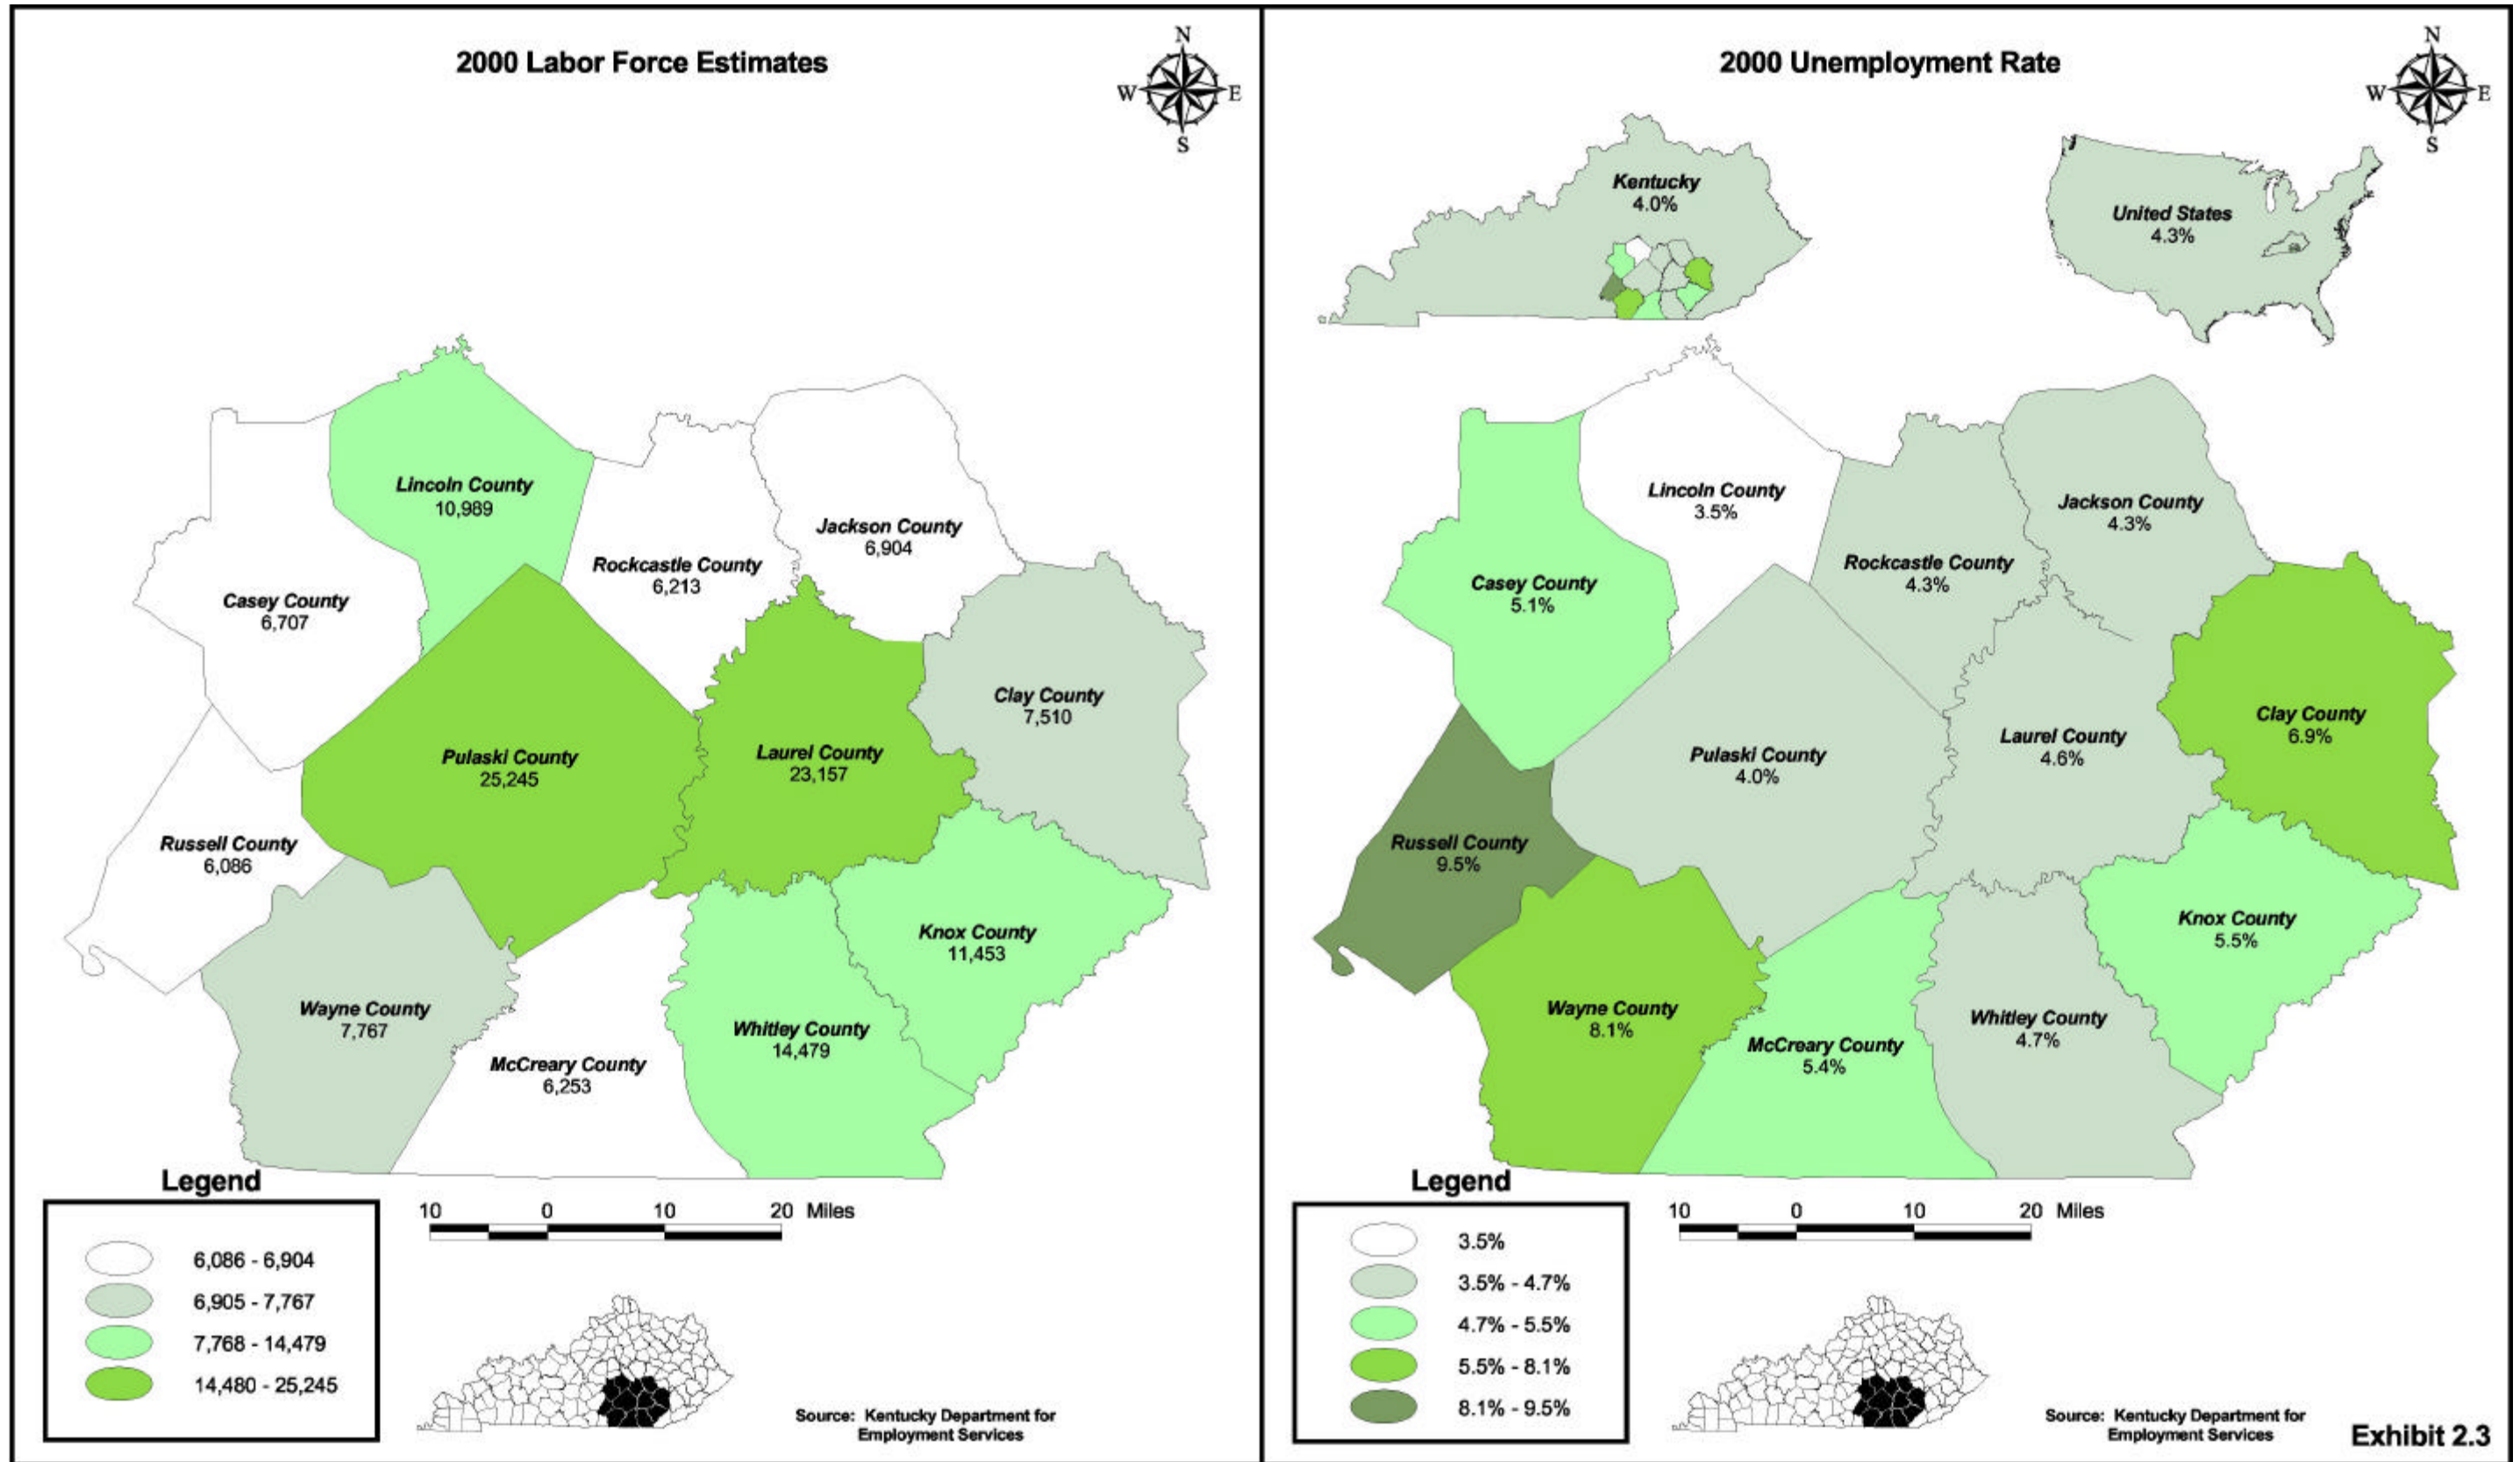 2000 Labor Force Estimates
N
W
E
S
Lincoln County
10,989
Jackson County
6,904
Rockcastle County
6,213
Casey County
6,707
Clay County
7,510
Pulaski County
25,245
Laurel County
23,157
Russell County
6,086
Knox County
11,453
Wayne County
7,767
Whitley County
14,479
McCreary County
6,253
Legend
6,086 - 6,904
6,905 - 7,767
7,768 - 14,479
14,480 - 25,245
10 0 10 20 Miles
Source: Kentucky Department for
Employment Services
2000 Unemployment Rate
N
W
E
S
Kentucky
4.0%
United States
4.3%
Lincoln County
3.5%
Jackson County
4.3%
Rockcastle County
4.3%
Casey County
5.1%
Clay County
6.9%
Laurel County
4.6%
Pulaski County
4.0%
Russell County
9.5%
Knox County
5.5%
Wayne County
8.1%
Whitley County
4.7%
McCreary County
5.4%
Legend
3.5%
3.5% - 4.7%
4.7% - 5.5%
5.5% - 8.1%
8.1% - 9.5%
10 0 10 20 Miles
Source: Kentucky Department for
Employment Services
Exhibit 2.3